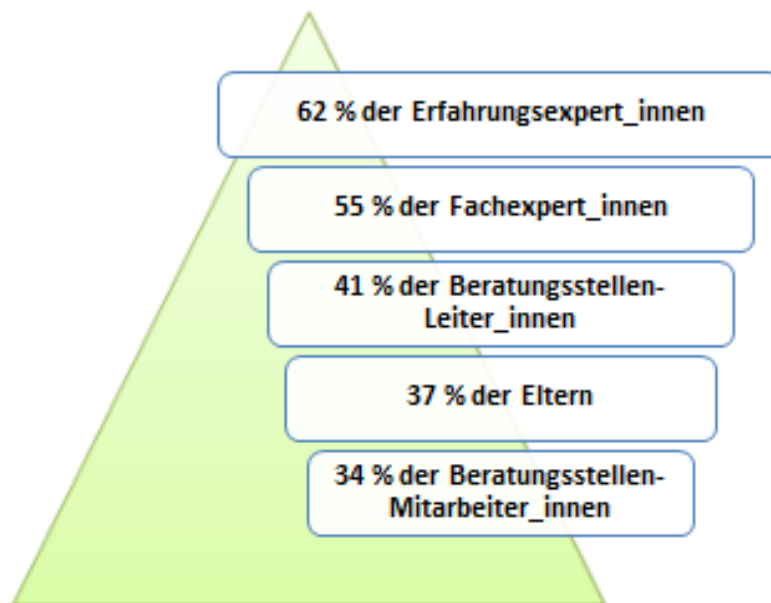 62 % der Erfahrungsexpert_innen
55 % der Fachexpert_innen
41 % der Beratungsstellen-
Leiter_innen
37 % der Eltern
34 % der Beratungsstellen-
Mitarbeiter_innen